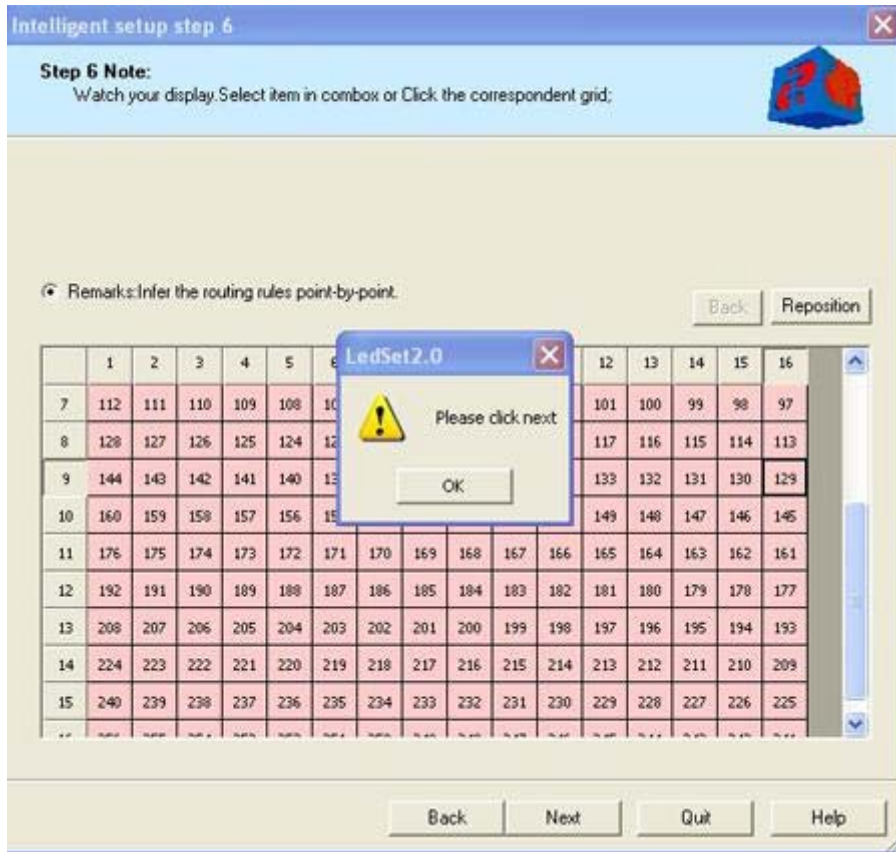 Intelligent setup step 6
Step 6 Note:
Watch your display.Select item in combox or Click the correspondent grid;
Remarks:Infer the routing rules point-by-point.
Back Reposition
1 2 3 4 5 12 13 14 15 16
LedSet2.0
Please click next
OK
7 112 111 110 109 108 101 100 99 98 97
8 128 127 126 125 124 117 116 115 114 113
9 144 143 142 141 140 133 132 131 130 129
10 160 159 158 157 156 149 148 147 146 145
11 176 175 174 173 172 171 170 169 168 167 166 165 164 163 162 161
12 192 191 190 189 188 187 186 185 184 183 182 181 180 179 178 177
13 208 207 206 205 204 203 202 201 200 199 198 197 196 195 194 193
14 224 223 222 221 220 219 218 217 216 215 214 213 212 211 210 209
15 240 239 238 237 236 235 234 233 232 231 230 229 228 227 226 225
Back Next Quit Help